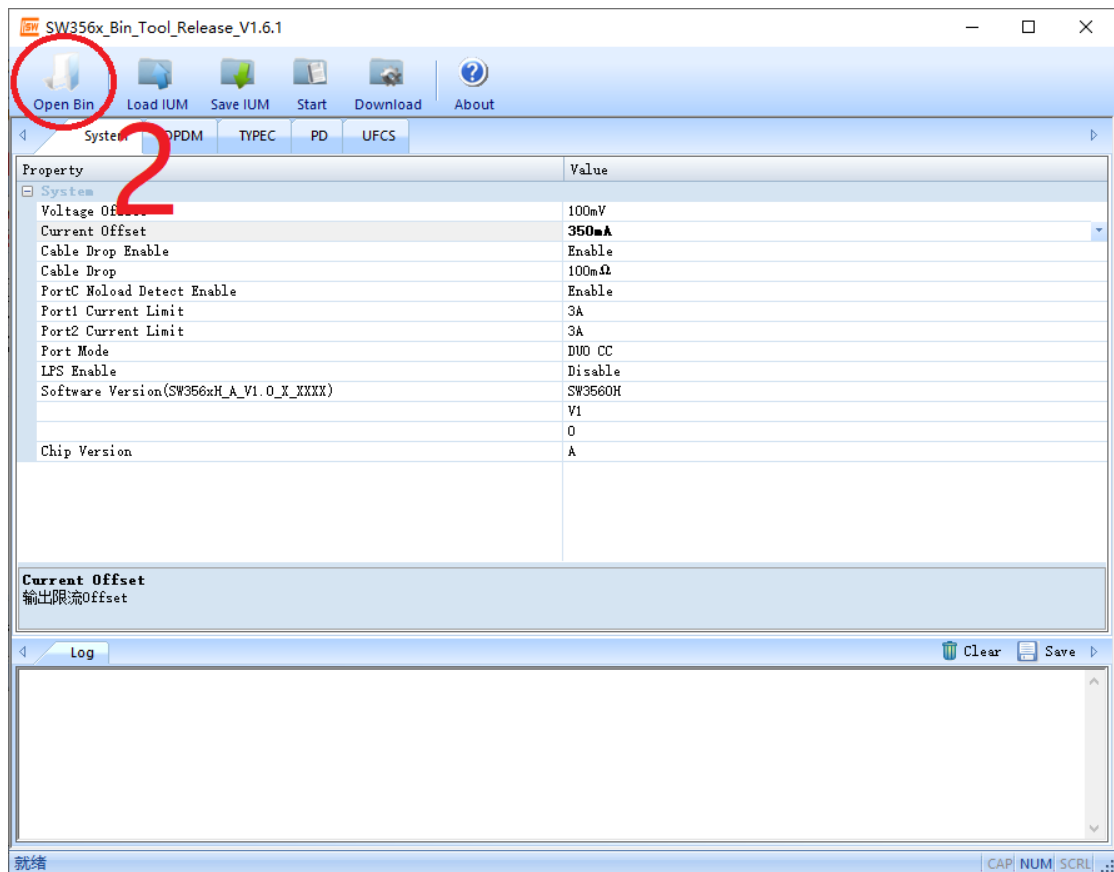 SW356x_Bin_Tool_Release_V1.6.1
Open Bin Load IUM Save IUM Start Download About
2
System DPDM TYPEC PD UFCS
Property Value
System
Voltage Offset 100mV
Current Offset 350mA
Cable Drop Enable Enable
Cable Drop 100mΩ
PortC Noload Detect Enable Enable
Port1 Current Limit 3A
Port2 Current Limit 3A
Port Mode DUO CC
LPS Enable Disable
Software Version(SW356xH_A_V1.0_X_XXXX) SW3560H
V1
0
Chip Version A
Current Offset
输出限流Offset
Log Clear Save
就绪 CAP NUM SCRL